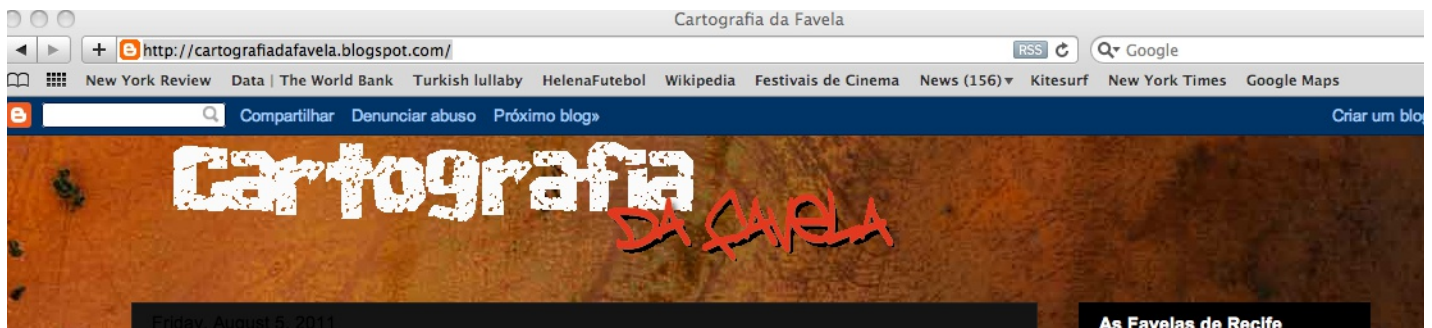 Cartografia da Favela
http://cartografiadafavela.blogspot.com/ RSS Google
New York Review Data | The World Bank Turkish lullaby HelenaFutebol Wikipedia Festivais de Cinema News (156) Kitesurf New York Times Google Maps
Compartilhar Denunciar abuso Próximo blog» Criar um blog
Cartografia
DA FAVELA
Friday, August 5, 2011
As Favelas de Recife